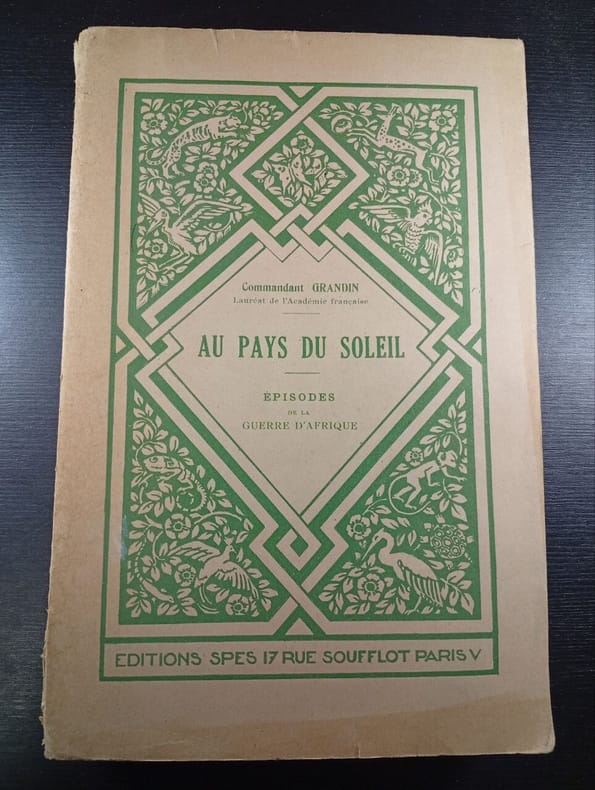 Commandant GRANDIN
Lauréat de l'Académie française
AU PAYS DU SOLEIL
ÉPISODES
DE LA
GUERRE D'AFRIQUE
EDITIONS SPES 17 RUE SOUFFLOT PARIS V